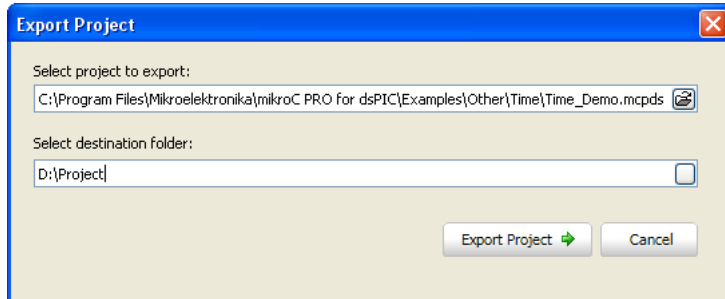 Export Project
Select project to export:
C:\Program Files\Mikroelektronika\mikroC PRO for dsPIC\Examples\Other\Time\Time_Demo.mcpds
Select destination folder:
D:\Project
Export Project Cancel